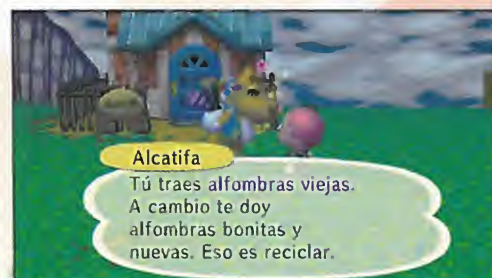 Alcatifa
Tú traes alfombras viejas.
A cambio te doy
alfombras bonitas y
nuevas. Eso es reciclar.